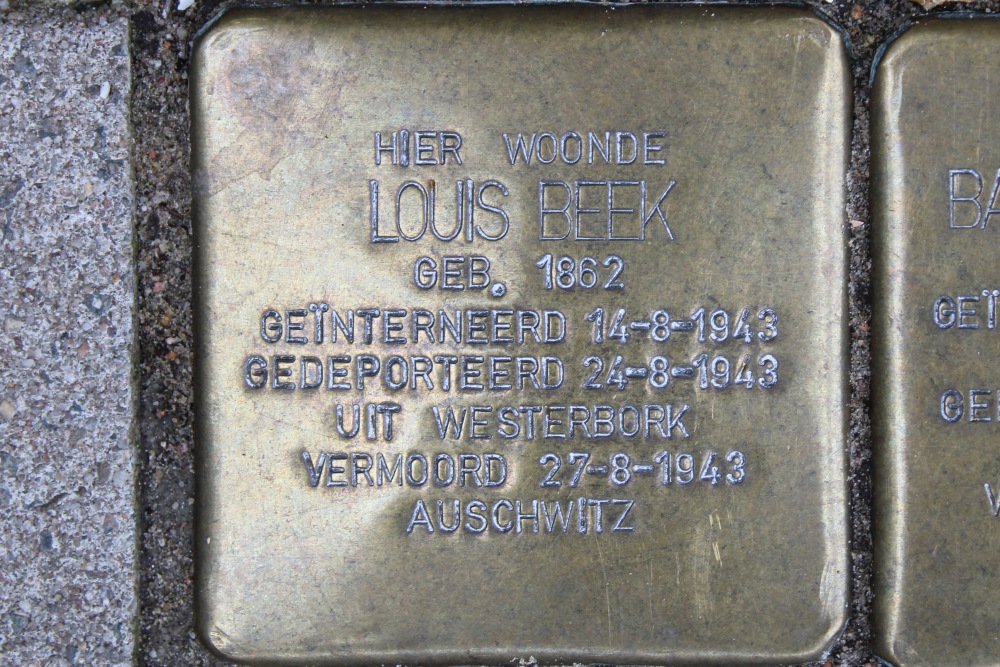 HIER WOONDE
LOUIS BEEK
GEB. 1862
GEÏNTERNEERD 14-8-1943
GEDEPORTEERD 24-8-1943
UIT WESTERBORK
VERMOORD 27-8-1943
AUSCHWITZ